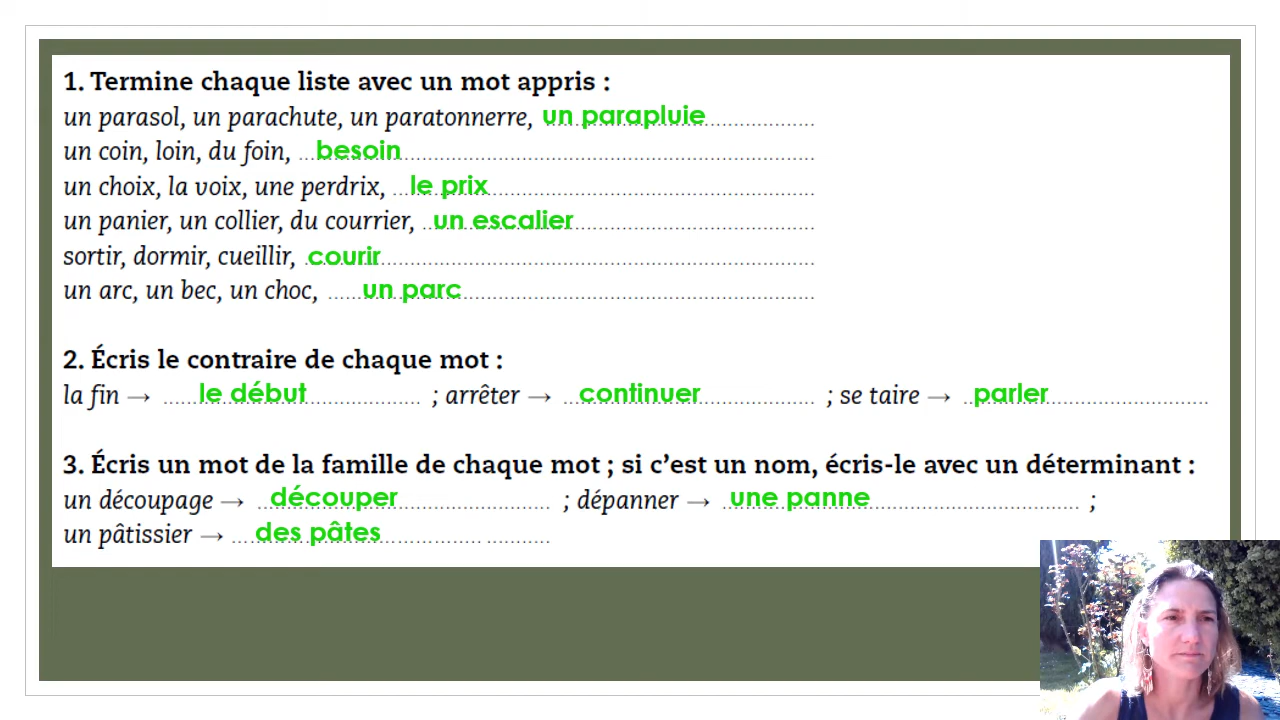 1. Termine chaque liste avec un mot appris :
un parasol, un parachute, un paratonnerre, un parapluie
un coin, loin, du foin, besoin
un choix, la voix, une perdrix, le prix
un panier, un collier, du courrier, un escalier
sortir, dormir, cueillir, courir
un arc, un bec, un choc, un parc
2. Écris le contraire de chaque mot :
la fin → le début ; arrêter → continuer ; se taire → parler
3. Écris un mot de la famille de chaque mot ; si c’est un nom, écris-le avec un déterminant :
un découpage → découper ; dépanner → une panne ;
un pâtissier → des pâtes